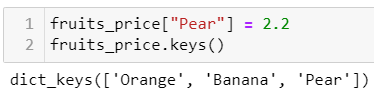 1 fruits_price["Pear"] = 2.2
2 fruits_price.keys()
dict_keys(['Orange', 'Banana', 'Pear'])